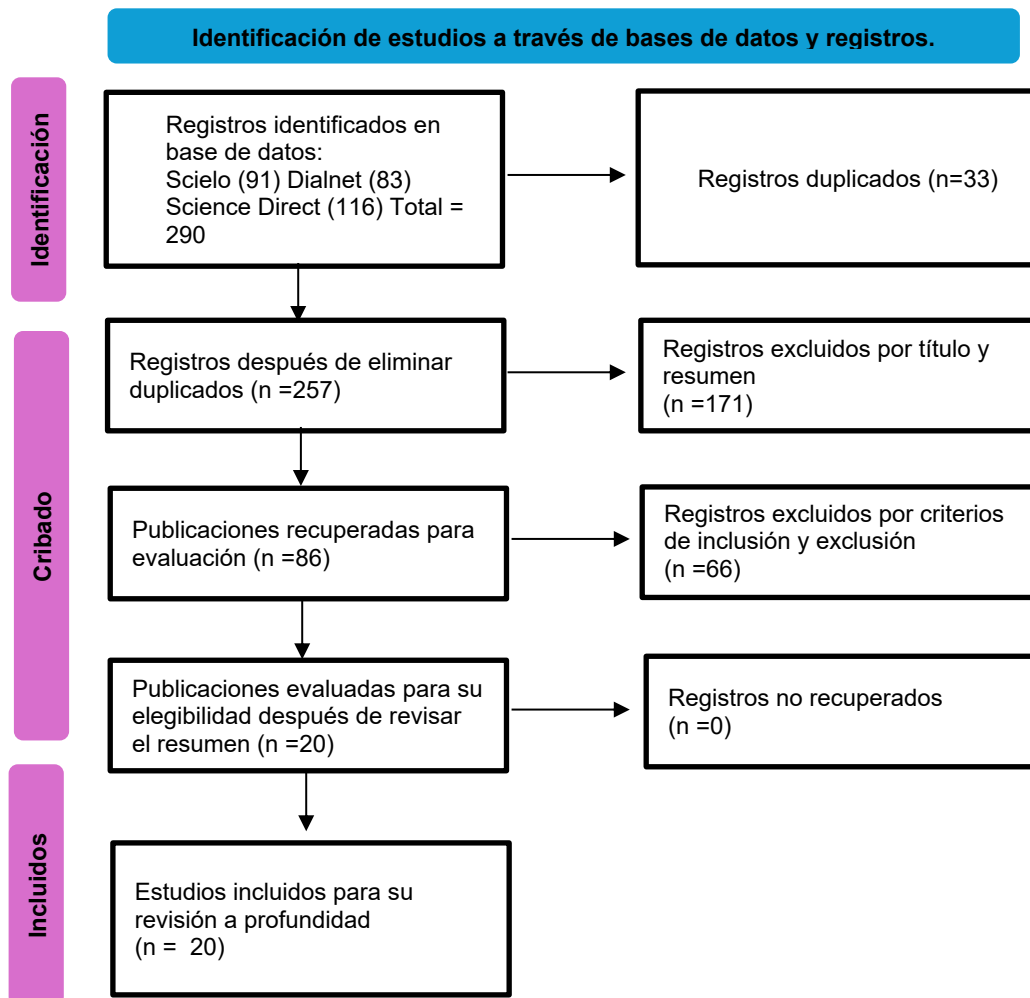 Identificación de estudios a través de bases de datos y registros.
Identificación
Registros identificados en
base de datos:
Scielo (91) Dialnet (83)
Science Direct (116) Total =
290
Registros duplicados (n=33)
Cribado
Registros después de eliminar
duplicados (n =257)
Registros excluidos por título y
resumen
(n =171)
Publicaciones recuperadas para
evaluación (n =86)
Registros excluidos por criterios
de inclusión y exclusión
(n =66)
Publicaciones evaluadas para su
elegibilidad después de revisar
el resumen (n =20)
Registros no recuperados
(n =0)
Incluidos
Estudios incluidos para su
revisión a profundidad
(n =  20)